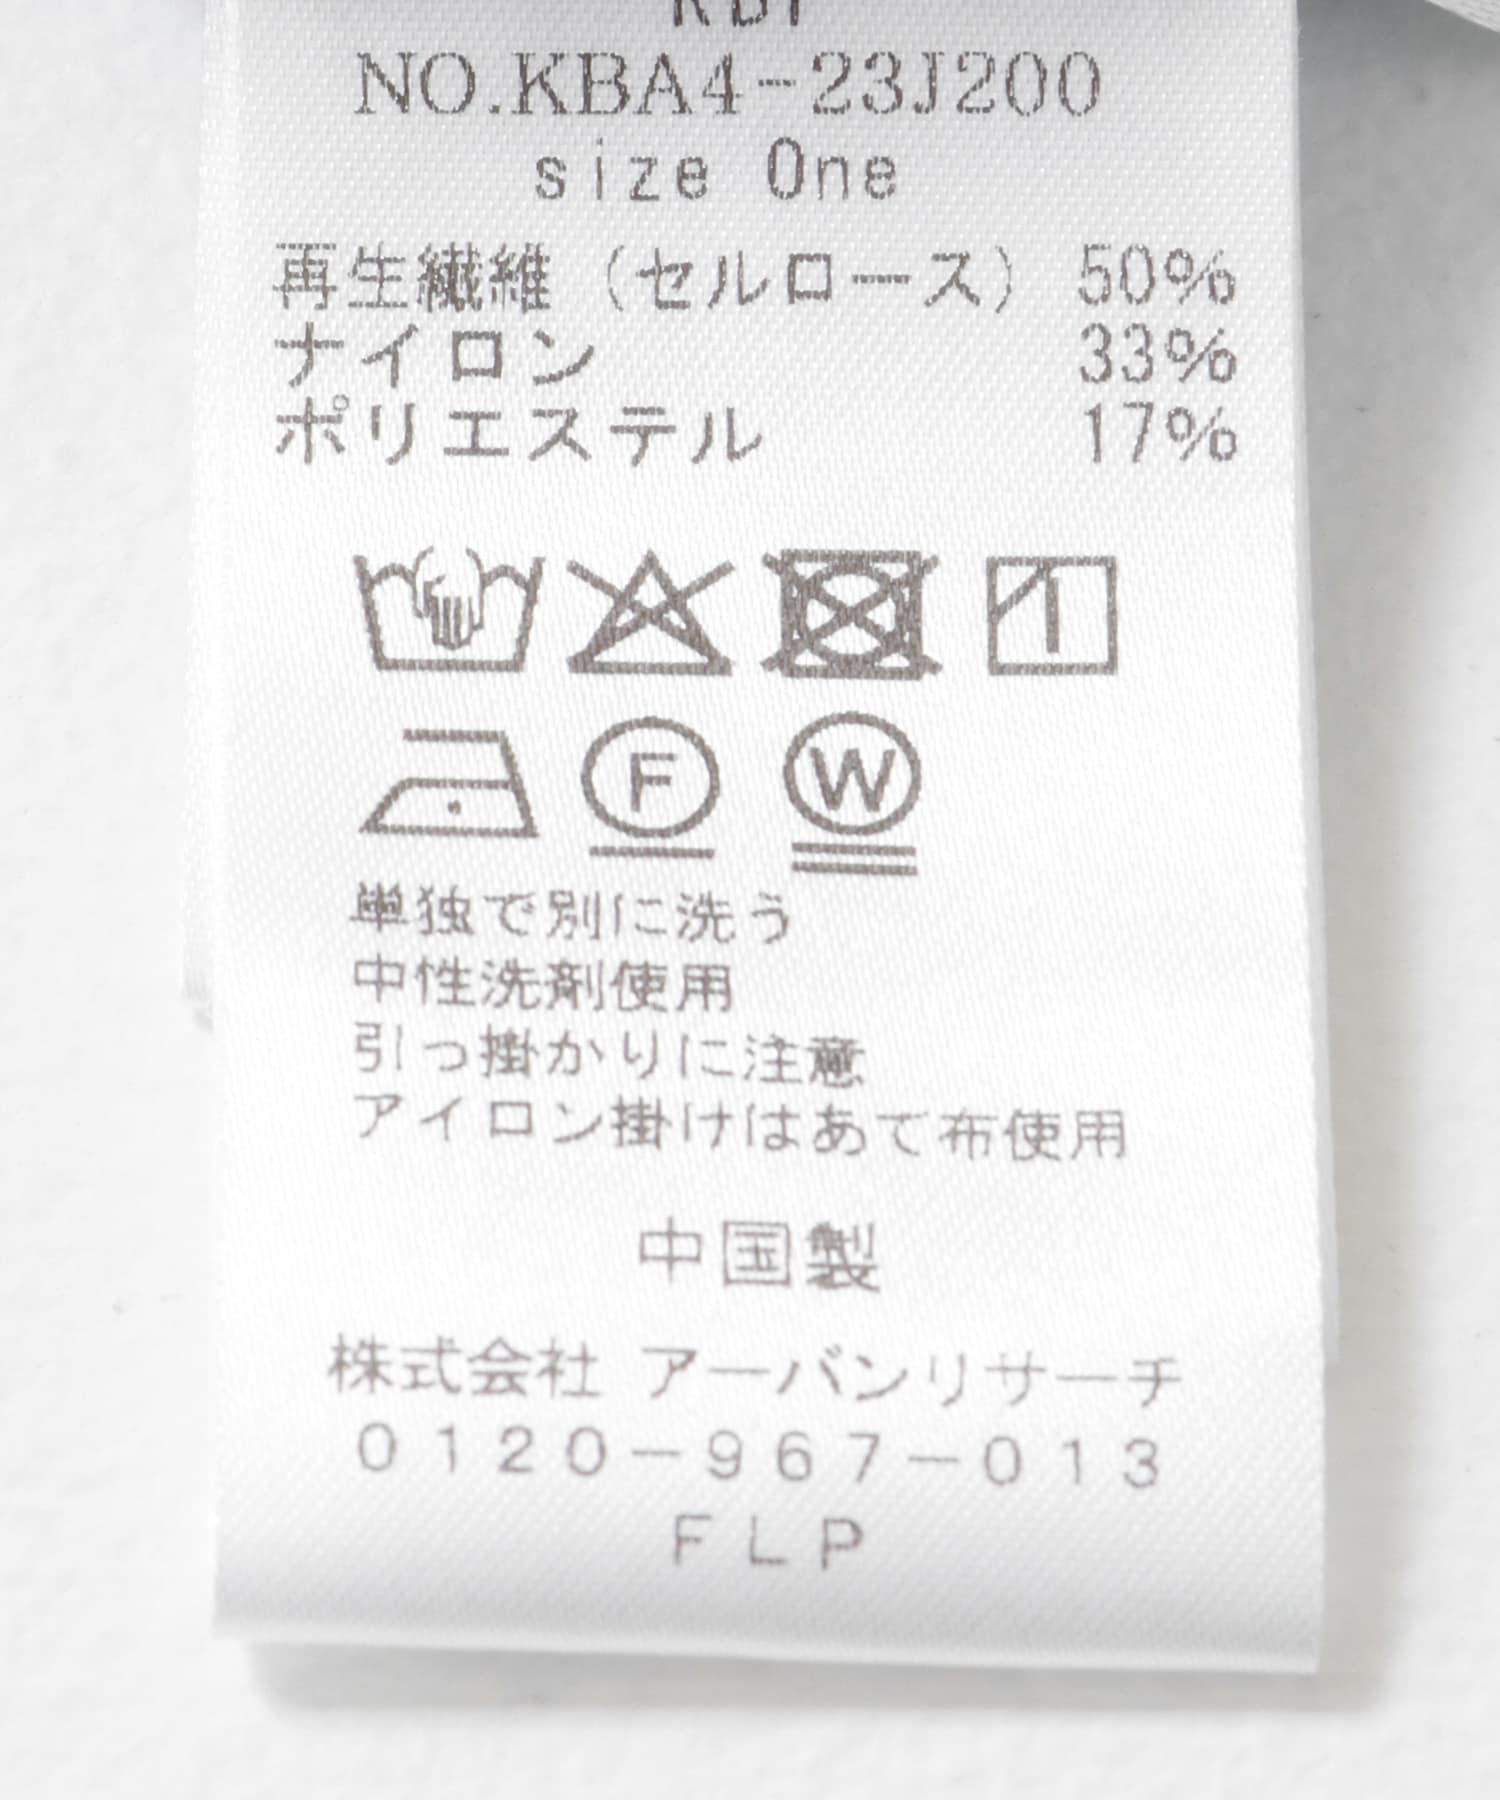 NO.KBA4-23J200
size One
再生繊維（セルロース） 50%
ナイロン 33%
ポリエステル 17%
F W
単独で別に洗う
中性洗剤使用
引っ掛かりに注意
アイロン掛けはあて布使用
中国製
株式会社 アーバンリサーチ
0120-967-013
FLP